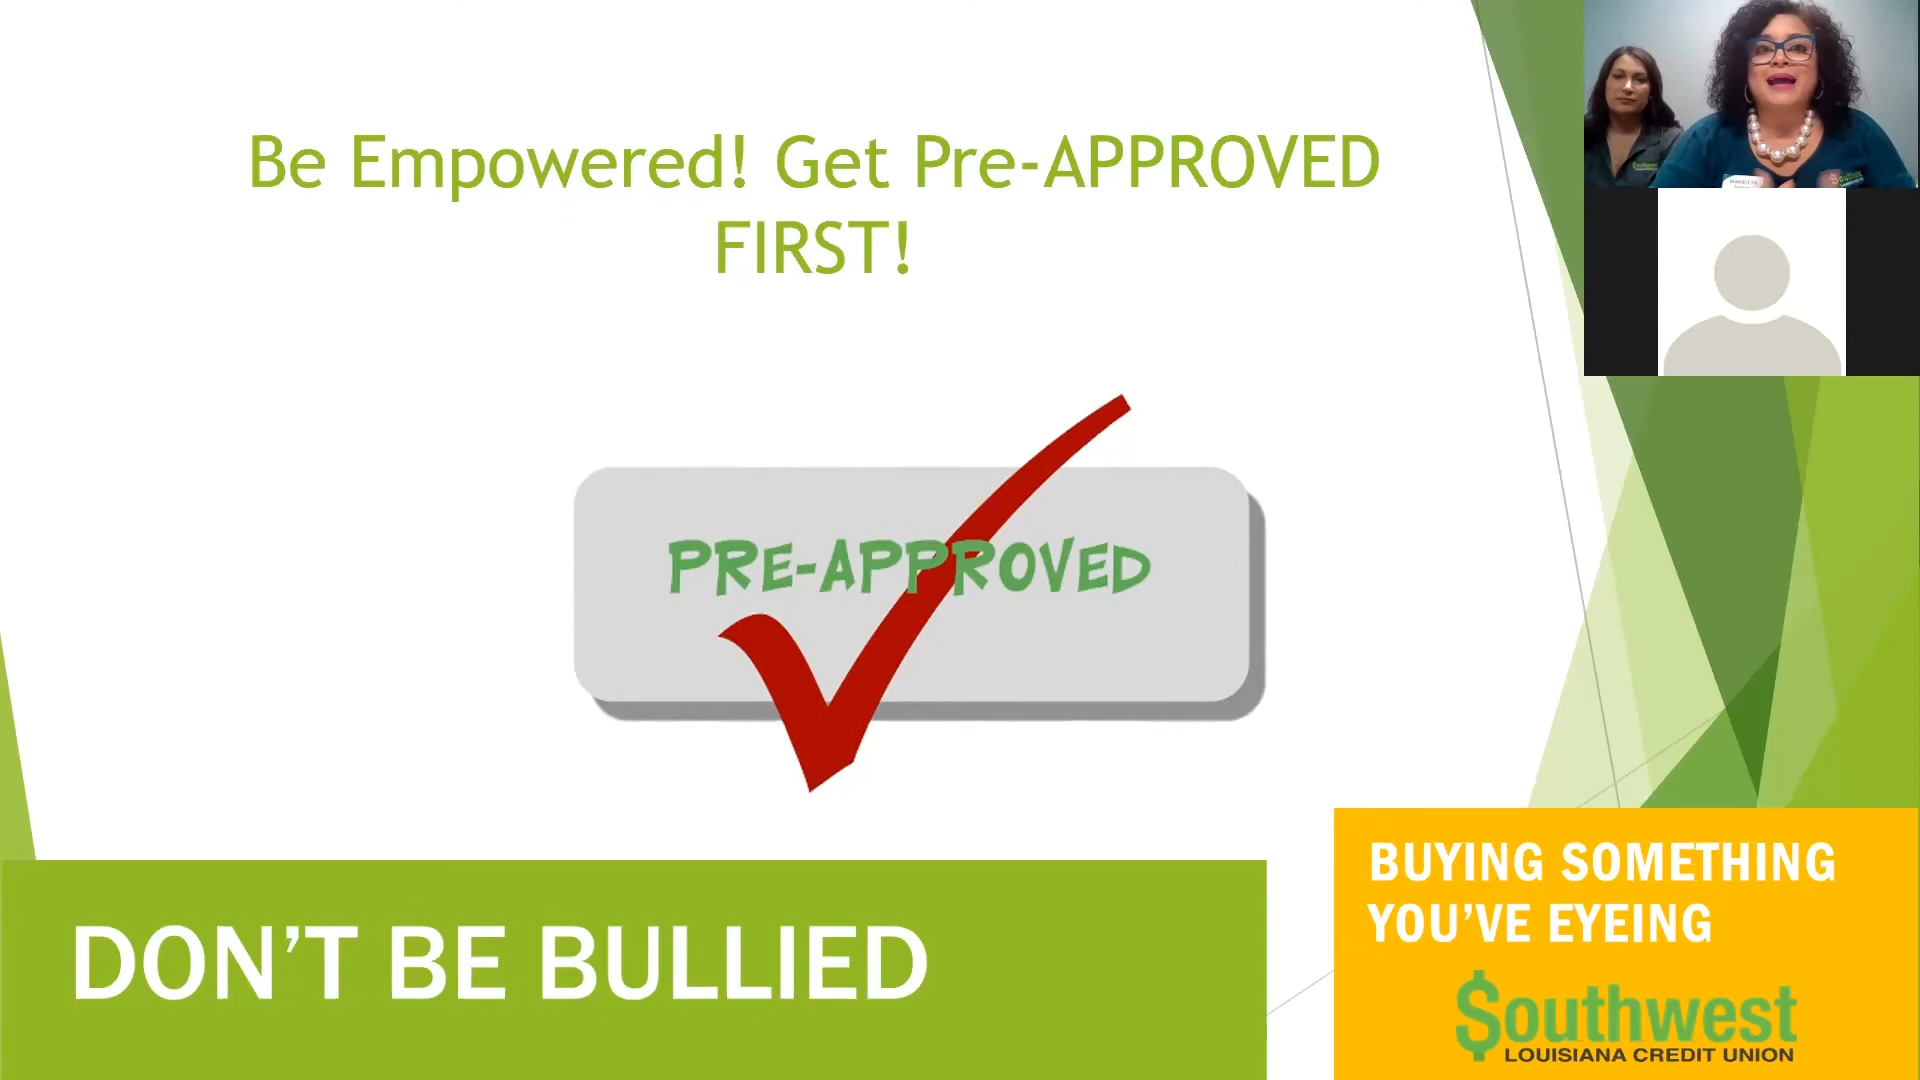 Be Empowered! Get Pre-APPROVED
FIRST!
PRE-APPROVED
DON'T BE BULLIED
BUYING SOMETHING
YOU'VE EYEING
$outhwest
LOUISIANA CREDIT UNION